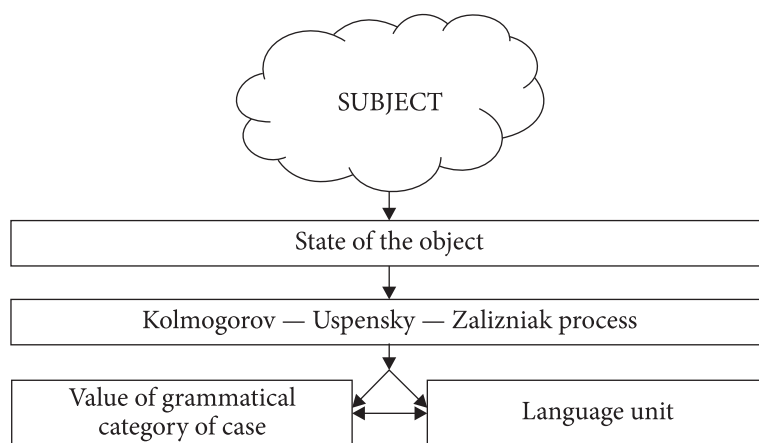 SUBJECT
State of the object
Kolmogorov — Uspensky — Zalizniak process
Value of grammatical
category of case
Language unit